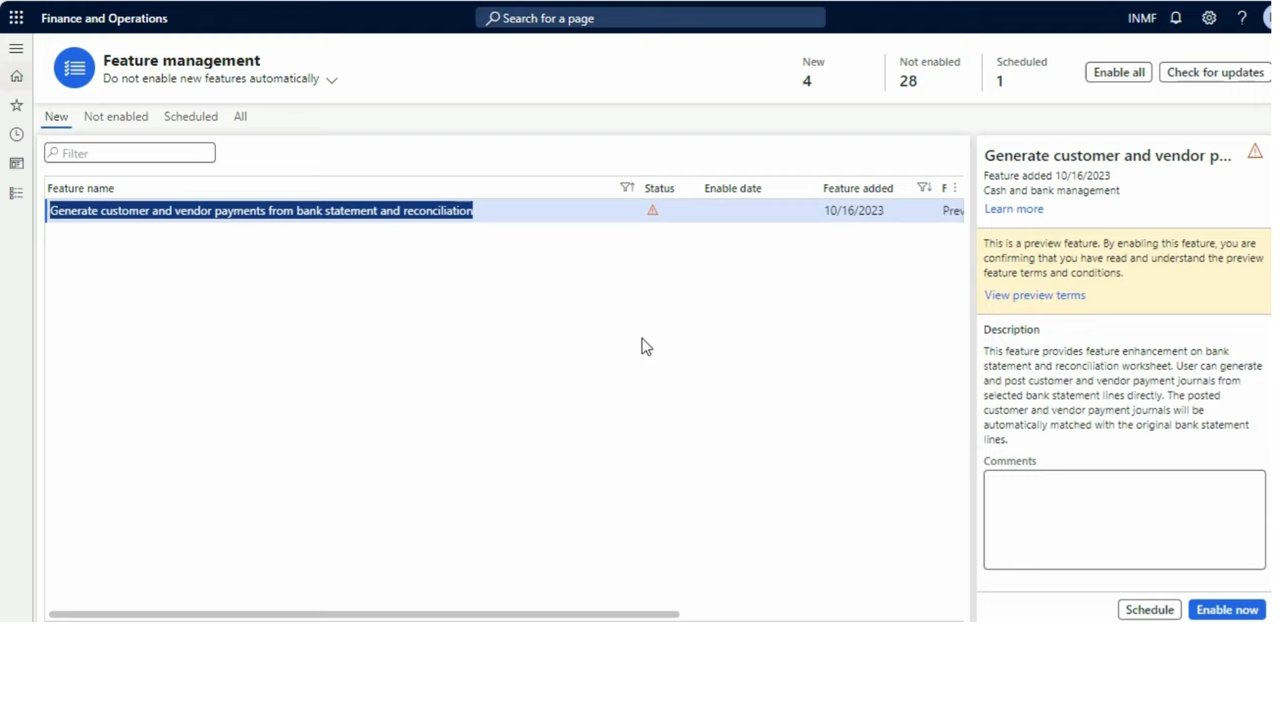 Finance and Operations
Search for a page
INMF
Feature management
Do not enable new features automatically
New
4
Not enabled
28
Scheduled
1
Enable all
Check for updates
New
Not enabled
Scheduled
All
Filter
Feature name
Status
Enable date
Feature added
F
Generate customer and vendor payments from bank statement and reconciliation
10/16/2023
Prev
Generate customer and vendor p...
Feature added 10/16/2023
Cash and bank management
Learn more
This is a preview feature. By enabling this feature, you are
confirming that you have read and understand the preview
feature terms and conditions.
View preview terms
Description
This feature provides feature enhancement on bank
statement and reconciliation worksheet. User can generate
and post customer and vendor payment journals from
selected bank statement lines directly. The posted
customer and vendor payment journals will be
automatically matched with the original bank statement
lines.
Comments
Schedule
Enable now